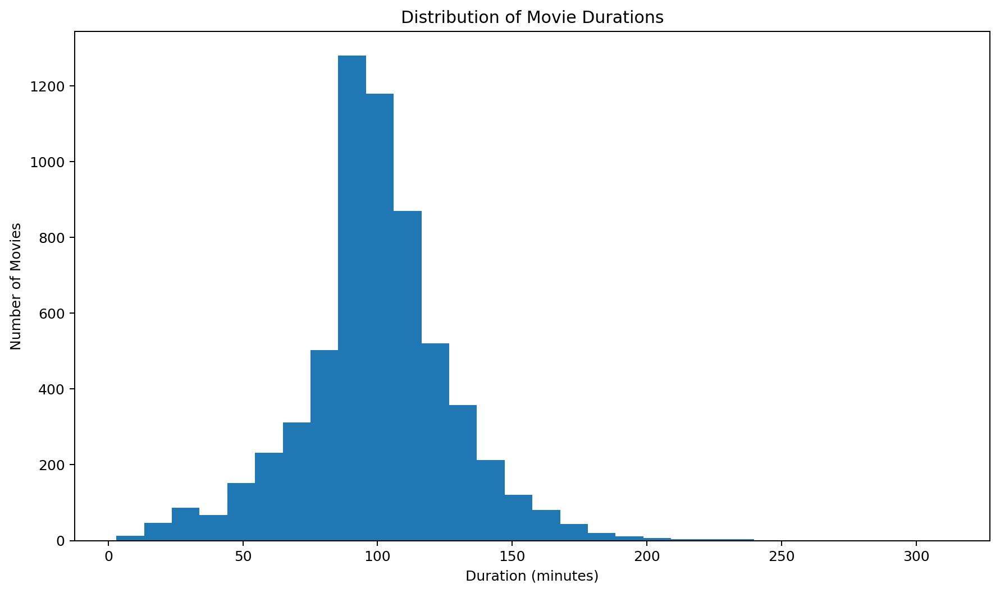 Distribution of Movie Durations
Number of Movies
1200
1000
800
600
400
200
0
0 50 100 150 200 250 300
Duration (minutes)